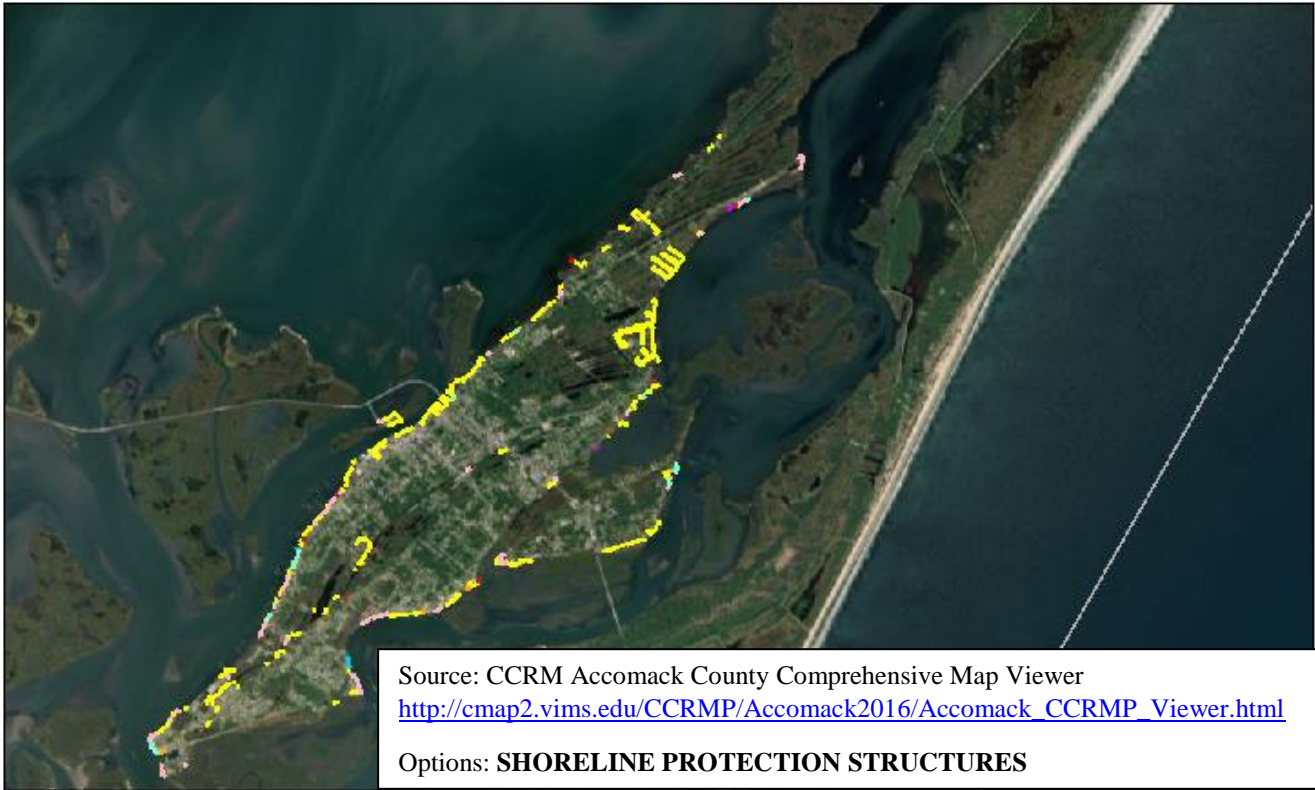 Source: CCRM Accomack County Comprehensive Map Viewer
http://cmap2.vims.edu/CCRMP/Accomack2016/Accomack_CCRMP_Viewer.html
Options: SHORELINE PROTECTION STRUCTURES